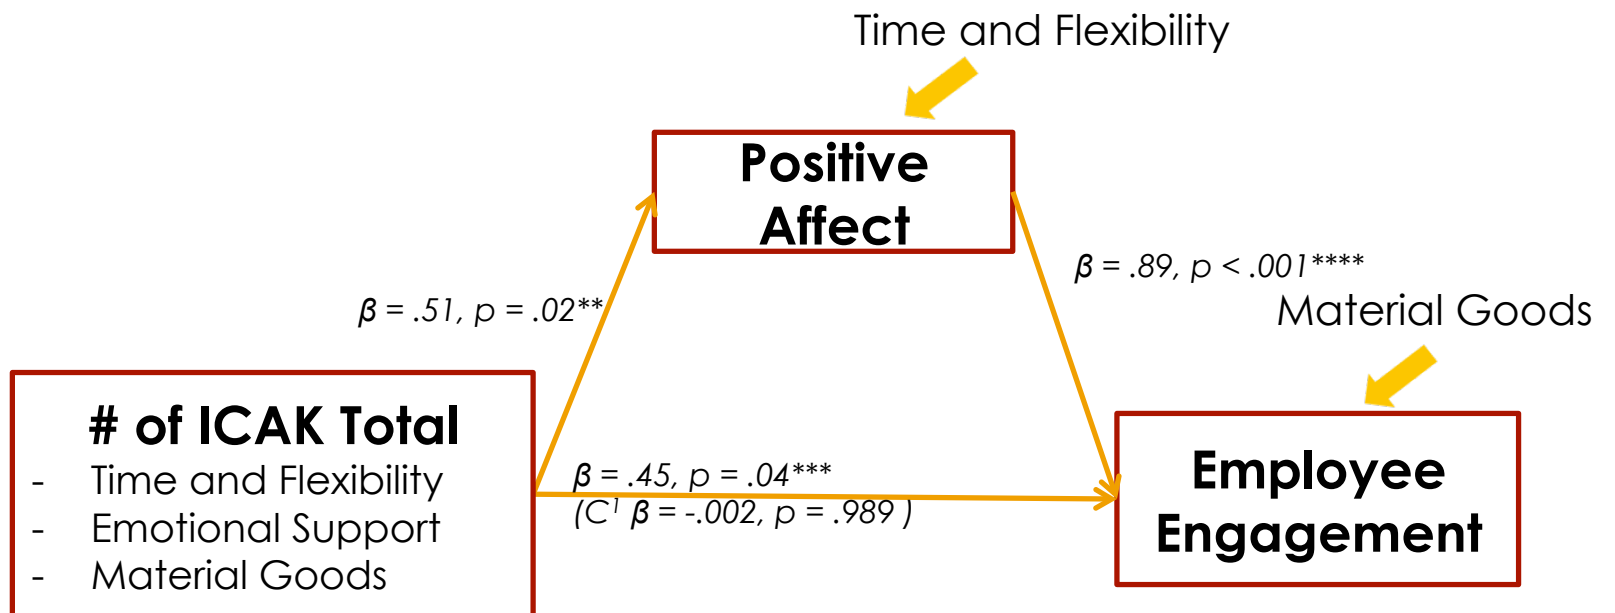 Time and Flexibility
Positive
Affect
β = .89, p < .001****
β = .51, p = .02**
Material Goods
# of ICAK Total
- Time and Flexibility
- Emotional Support
- Material Goods
β = .45, p = .04***
(C¹ β = -.002, p = .989 )
Employee
Engagement